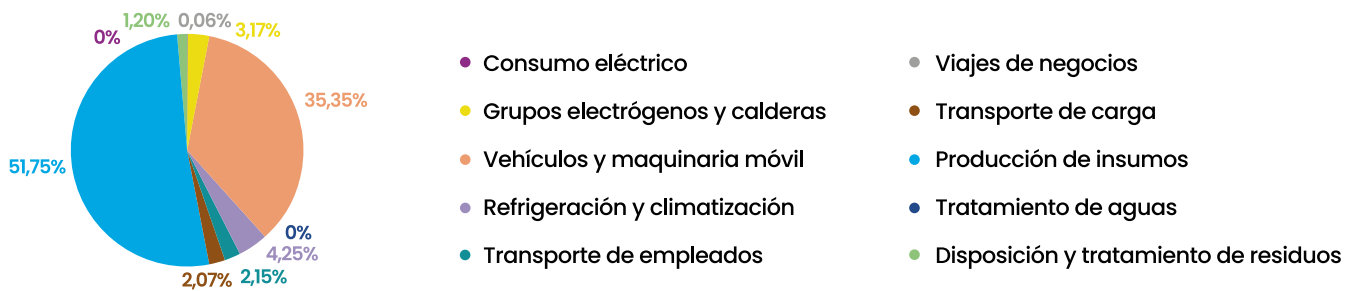 1,20% 0,06%
0% 3,17%
35,35%
51,75%
0%
4,25%
2,07% 2,15%
Consumo eléctrico
Grupos electrógenos y calderas
Vehículos y maquinaria móvil
Refrigeración y climatización
Transporte de empleados
Viajes de negocios
Transporte de carga
Producción de insumos
Tratamiento de aguas
Disposición y tratamiento de residuos